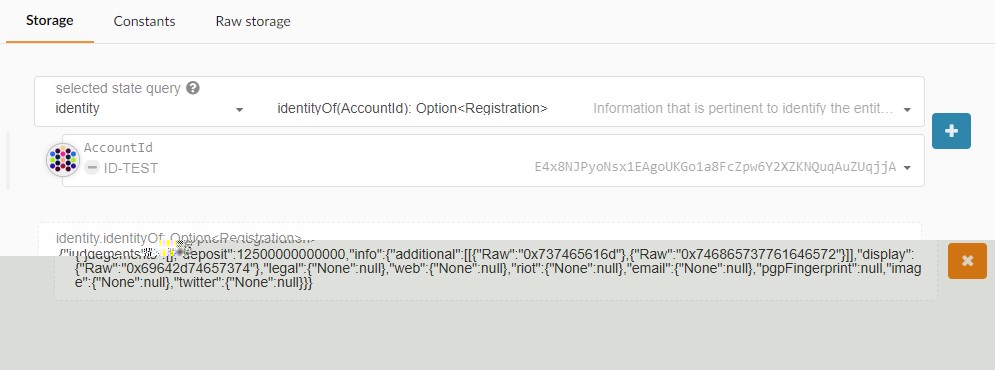 Storage Constants Raw storage
selected state query ?
identity identityOf(AccountId): Option<Registration> Information that is pertinent to identify the entit…
AccountId
ID-TEST E4x8NJPyoNsx1EAgoUKGo1a8FcZpw6Y2XZKNQuqAuZUqjjA
identity.identityOf: Option<Registration>
{"judgements":[],"deposit":12500000000000,"info":{"additional":[[{"Raw":"0x737465616d"},{"Raw":"0x746865737761646572"}]],"display":
{"Raw":"0x69642d74657374"},"legal":{"None":null},"web":{"None":null},"riot":{"None":null},"email":{"None":null},"pgpFingerprint":null,"imag
e":{"None":null},"twitter":{"None":null}}}